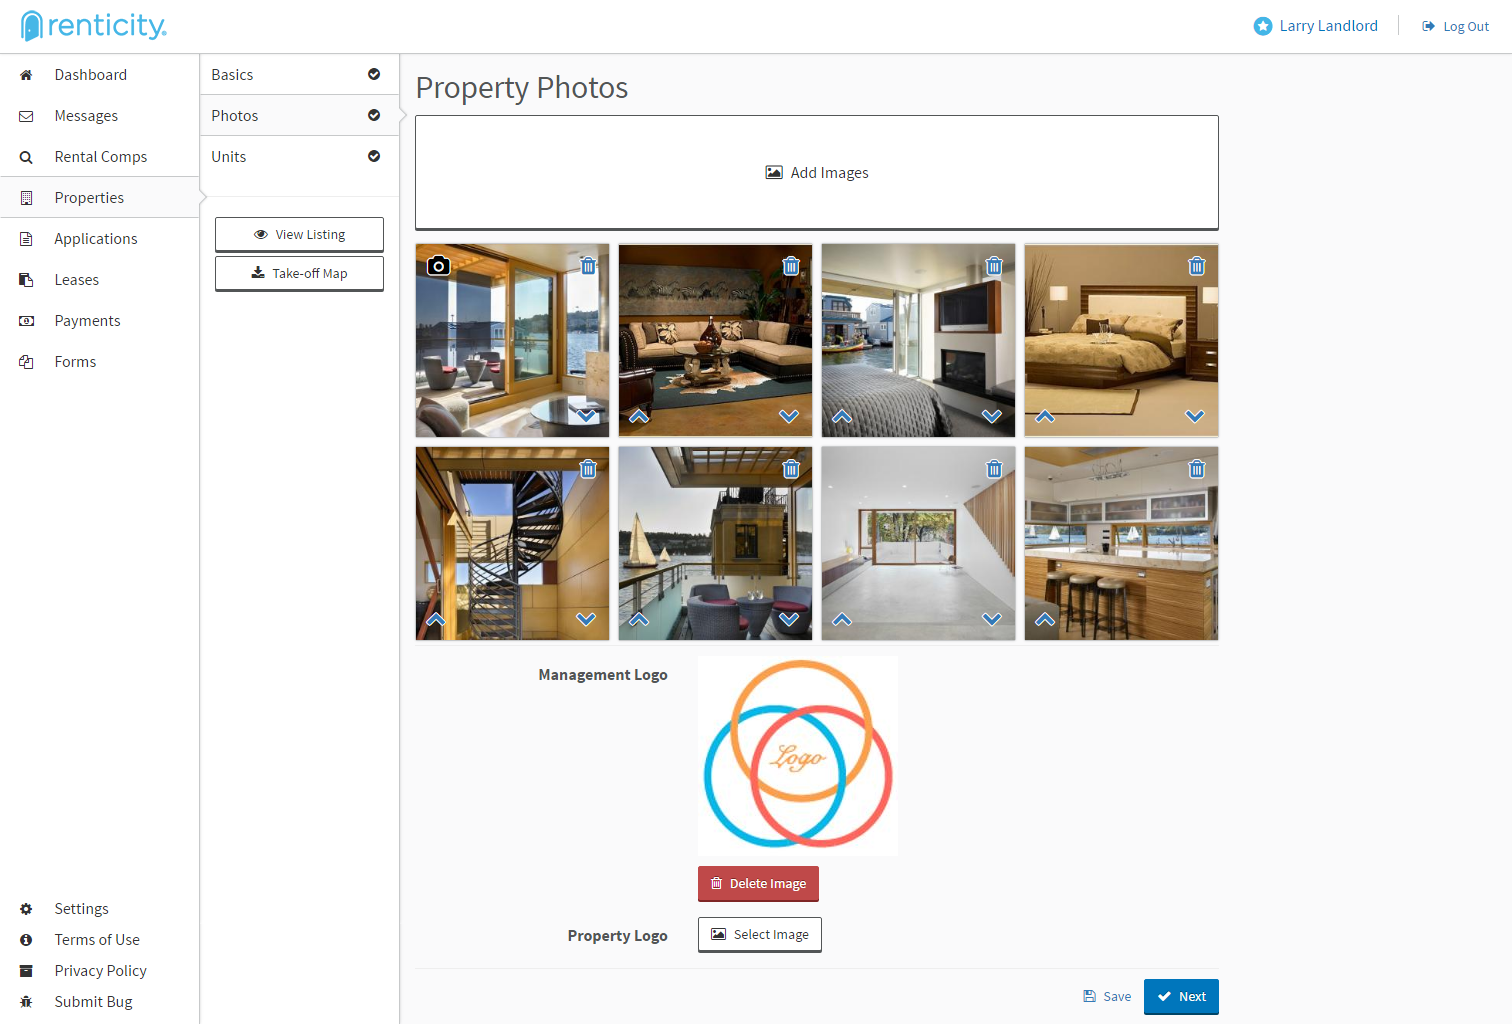 renticity
Larry Landlord
Log Out
Dashboard
Messages
Rental Comps
Properties
Applications
Leases
Payments
Forms
Settings
Terms of Use
Privacy Policy
Submit Bug
Basics
Photos
Units
View Listing
Take-off Map
Property Photos
Add Images
Management Logo
Logo
Delete Image
Property Logo
Select Image
Save
Next